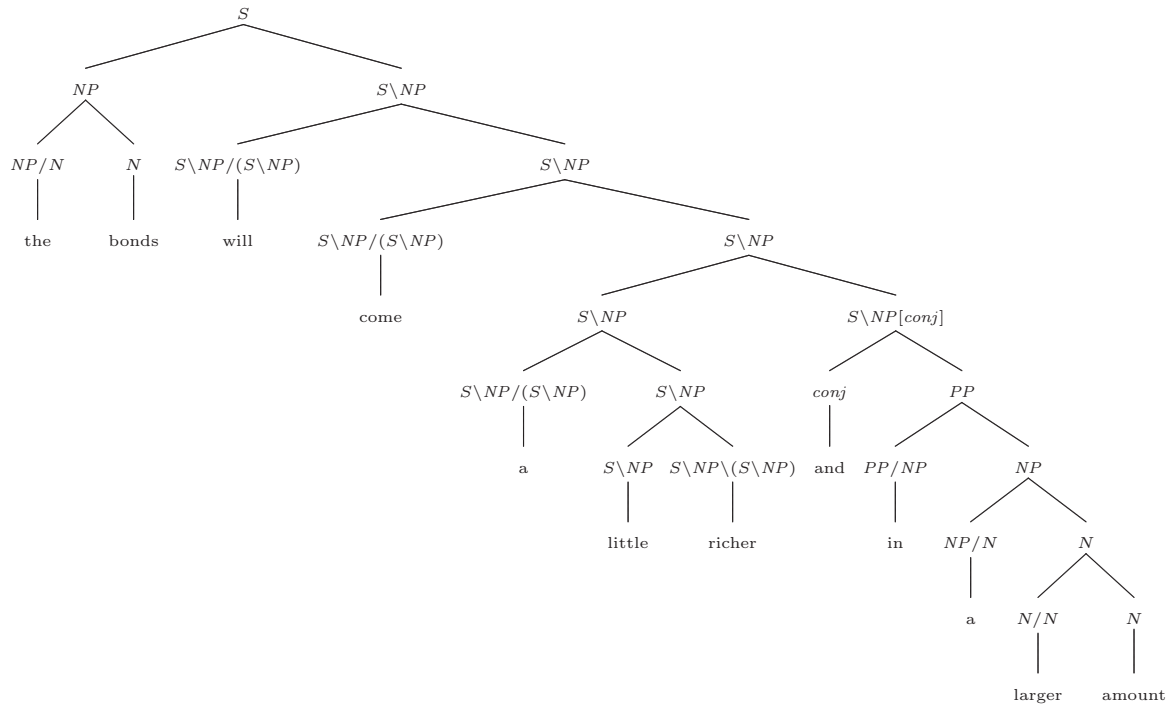 S
NP S\NP
NP/N N S\NP/(S\NP) S\NP
the bonds will S\NP/(S\NP) S\NP
come S\NP S\NP[conj]
S\NP/(S\NP) S\NP conj PP
a S\NP S\NP\(S\NP) and PP/NP NP
little richer in NP/N N
a N/N N
larger amount